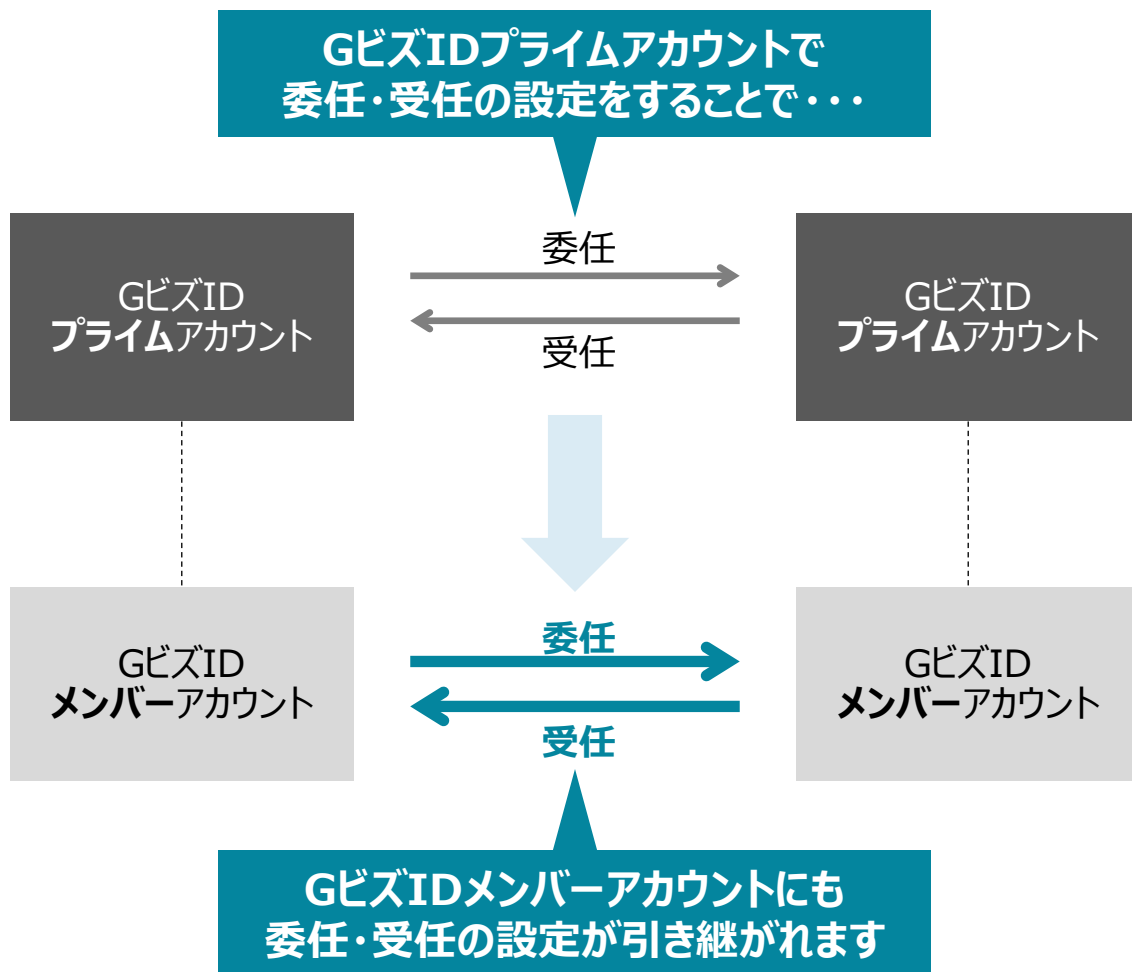 GビズIDプライムアカウントで
委任・受任の設定をすることで・・・
委任
GビズID
プライムアカウント
GビズID
プライムアカウント
受任
委任
GビズID
メンバーアカウント
GビズID
メンバーアカウント
受任
GビズIDメンバーアカウントにも
委任・受任の設定が引き継がれます